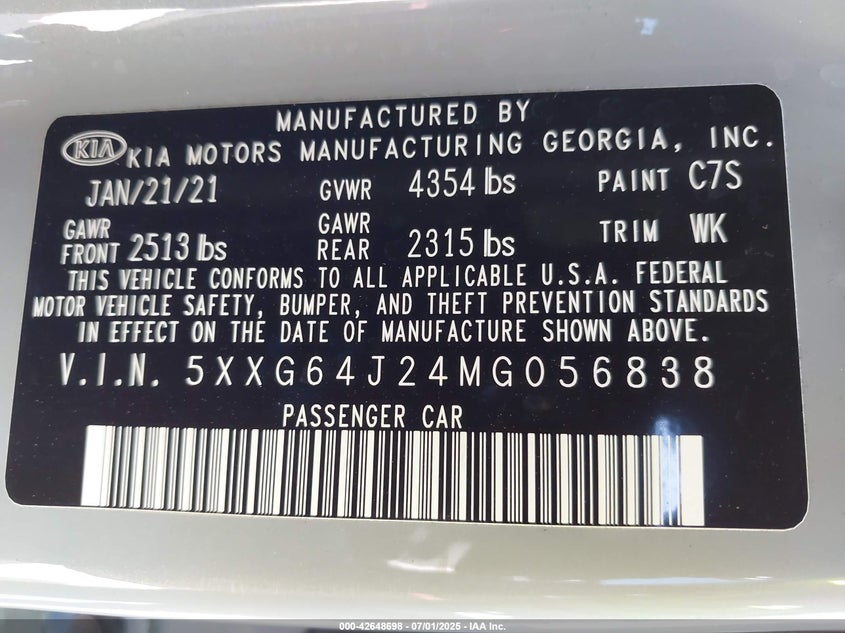 MANUFACTURED BY
KIA KIA MOTORS MANUFACTURING GEORGIA, INC.
JAN/21/21 GVWR 4354 lbs PAINT C7S
GAWR FRONT 2513 lbs GAWR REAR 2315 lbs TRIM WK
THIS VEHICLE CONFORMS TO ALL APPLICABLE U.S.A. FEDERAL
MOTOR VEHICLE SAFETY, BUMPER, AND THEFT PREVENTION STANDARDS
IN EFFECT ON THE DATE OF MANUFACTURE SHOWN ABOVE.
V.I.N. 5XXG64J24MG056838
PASSENGER CAR
000-42648698 - 07/01/2025 - IAA Inc.